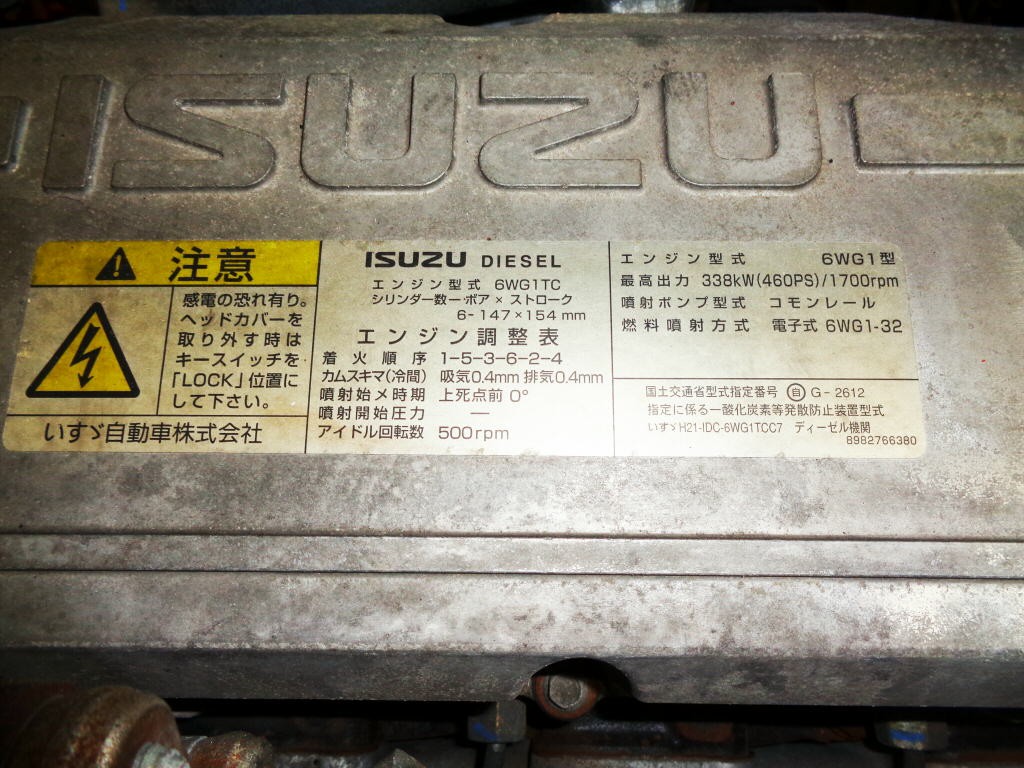 ISUZU
注意
感電の恐れ有り。
ヘッドカバーを
取り外す時は
キースイッチを
「LOCK」位置に
して下さい。
いすゞ自動車株式会社
ISUZU DIESEL
エンジン型式 6WG1TC
シリンダー数ーボア×ストローク
6-147×154mm
エンジン調整表
着火順序 1-5-3-6-2-4
カムスキマ(冷間) 吸気0.4mm 排気0.4mm
噴射始メ時期 上死点前 0°
噴射開始圧力 —
アイドル回転数 500rpm
エンジン型式 6WG1型
最高出力 338kW(460PS)/1700rpm
噴射ポンプ型式 コモンレール
燃料噴射方式 電子式 6WG1-32
国土交通省型式指定番号 自 G-2612
指定に係る一酸化炭素等発散防止装置型式
いすゞH21-IDC-6WG1TCC7 ディーゼル機関
8982766380